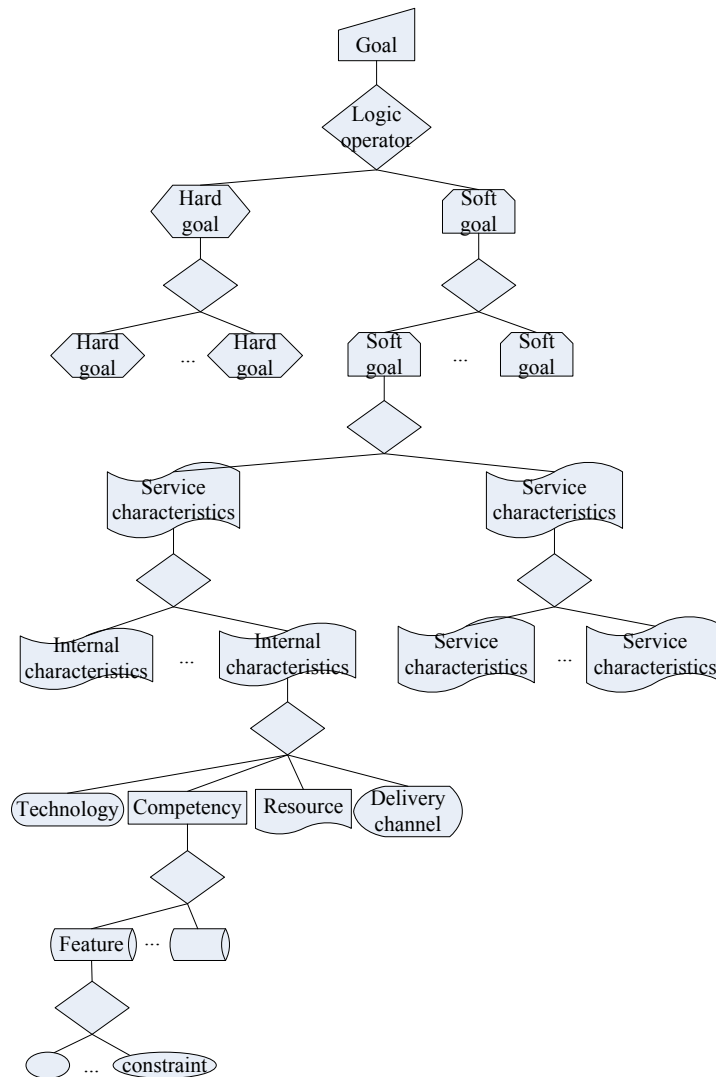 Goal
Logic
operator
Hard
goal
Soft
goal
Hard
goal
...
Hard
goal
Soft
goal
...
Soft
goal
Service
characteristics
Service
characteristics
Internal
characteristics
...
Internal
characteristics
Service
characteristics
...
Service
characteristics
Technology
Competency
Resource
Delivery
channel
Feature
...
...
constraint